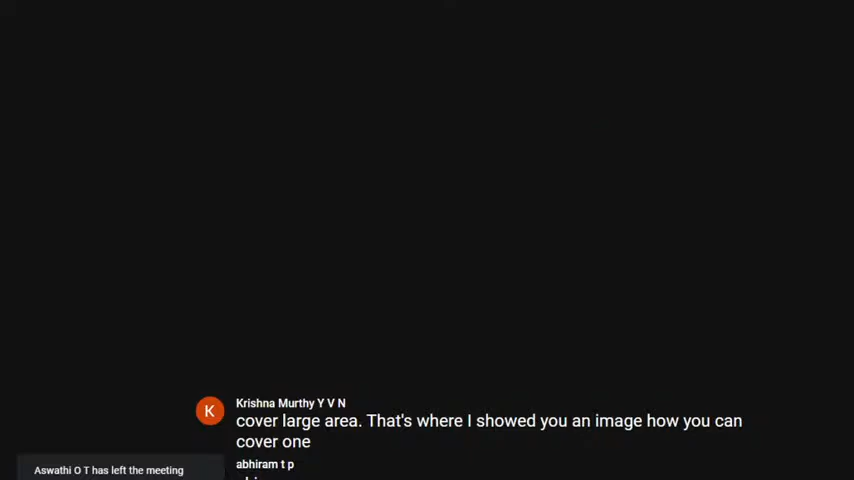 K
Krishna Murthy Y V N
cover large area. That's where I showed you an image how you can
cover one
abhiram t p
Aswathi O T has left the meeting